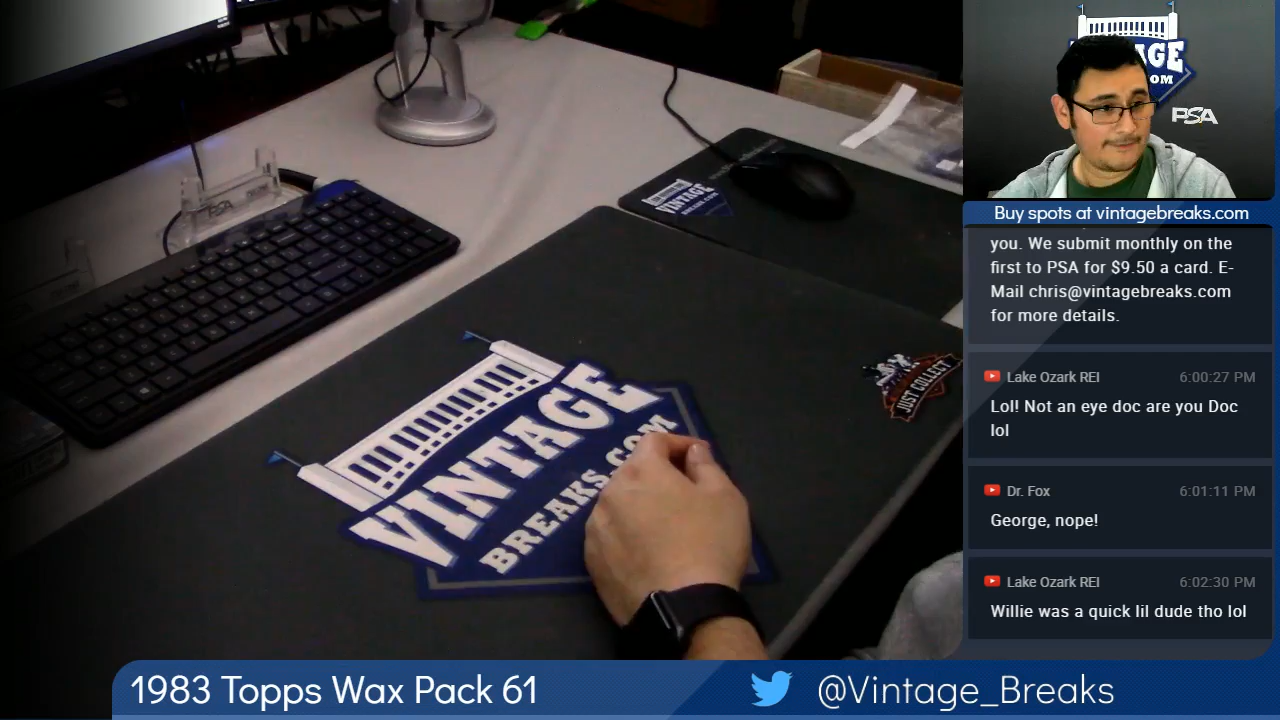 VINTAGE
.COM
PSA
Buy spots at vintagebreaks.com
you. We submit monthly on the
first to PSA for $9.50 a card. E-
Mail chris@vintagebreaks.com
for more details.
Lake Ozark REI 6:00:27 PM
Lol! Not an eye doc are you Doc
lol
Dr. Fox 6:01:11 PM
George, nope!
Lake Ozark REI 6:02:30 PM
Willie was a quick lil dude tho lol
PSA
VINTAGE
BREAKS.COM
JUST COLLECT
VINTAGE
BREAKS.COM
1983 Topps Wax Pack 61
@Vintage_Breaks